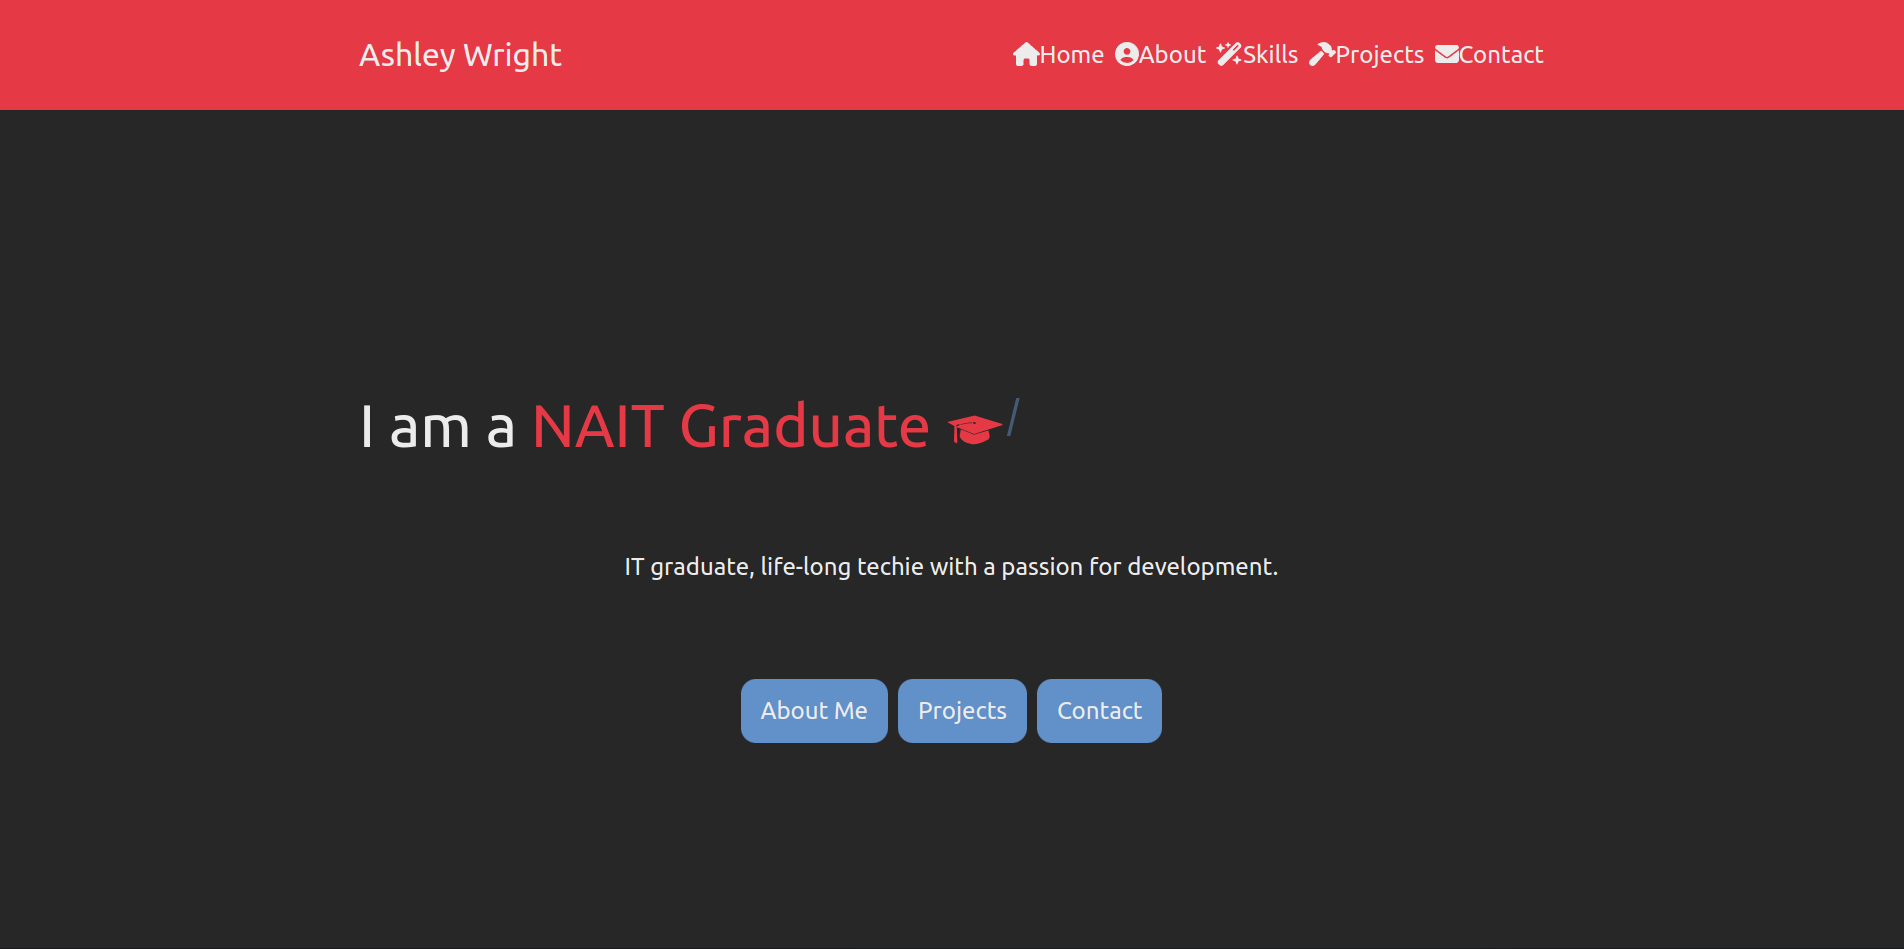 Ashley Wright
Home About Skills Projects Contact
I am a NAIT Graduate /
IT graduate, life-long techie with a passion for development.
About Me Projects Contact